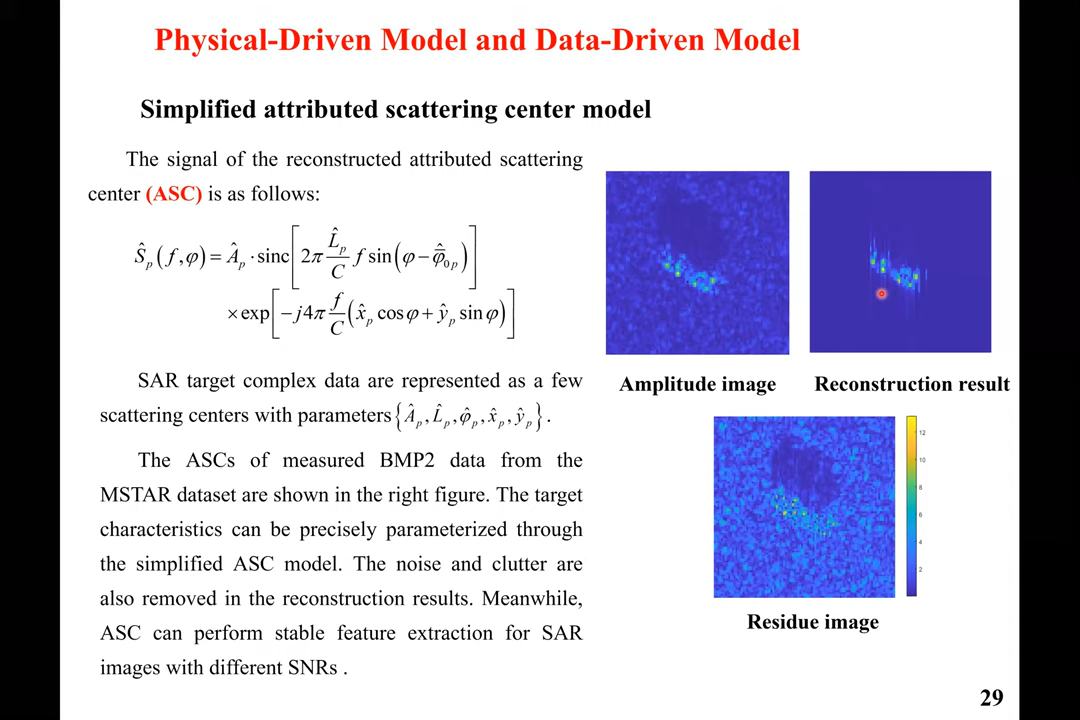 Physical-Driven Model and Data-Driven Model
Simplified attributed scattering center model
The signal of the reconstructed attributed scattering
center (ASC) is as follows:
Ŝ_p(f,φ) = Â_p · sinc[2π L̂_p/C f sin(φ − φ̄̂_0p)]
× exp[−j4π f/C (x̂_p cosφ + ŷ_p sinφ)]
SAR target complex data are represented as a few
scattering centers with parameters {Â_p, L̂_p, φ̂_p, x̂_p, ŷ_p}.
The ASCs of measured BMP2 data from the
MSTAR dataset are shown in the right figure. The target
characteristics can be precisely parameterized through
the simplified ASC model. The noise and clutter are
also removed in the reconstruction results. Meanwhile,
ASC can perform stable feature extraction for SAR
images with different SNRs .
Amplitude image
Reconstruction result
12
10
8
6
4
2
Residue image
29